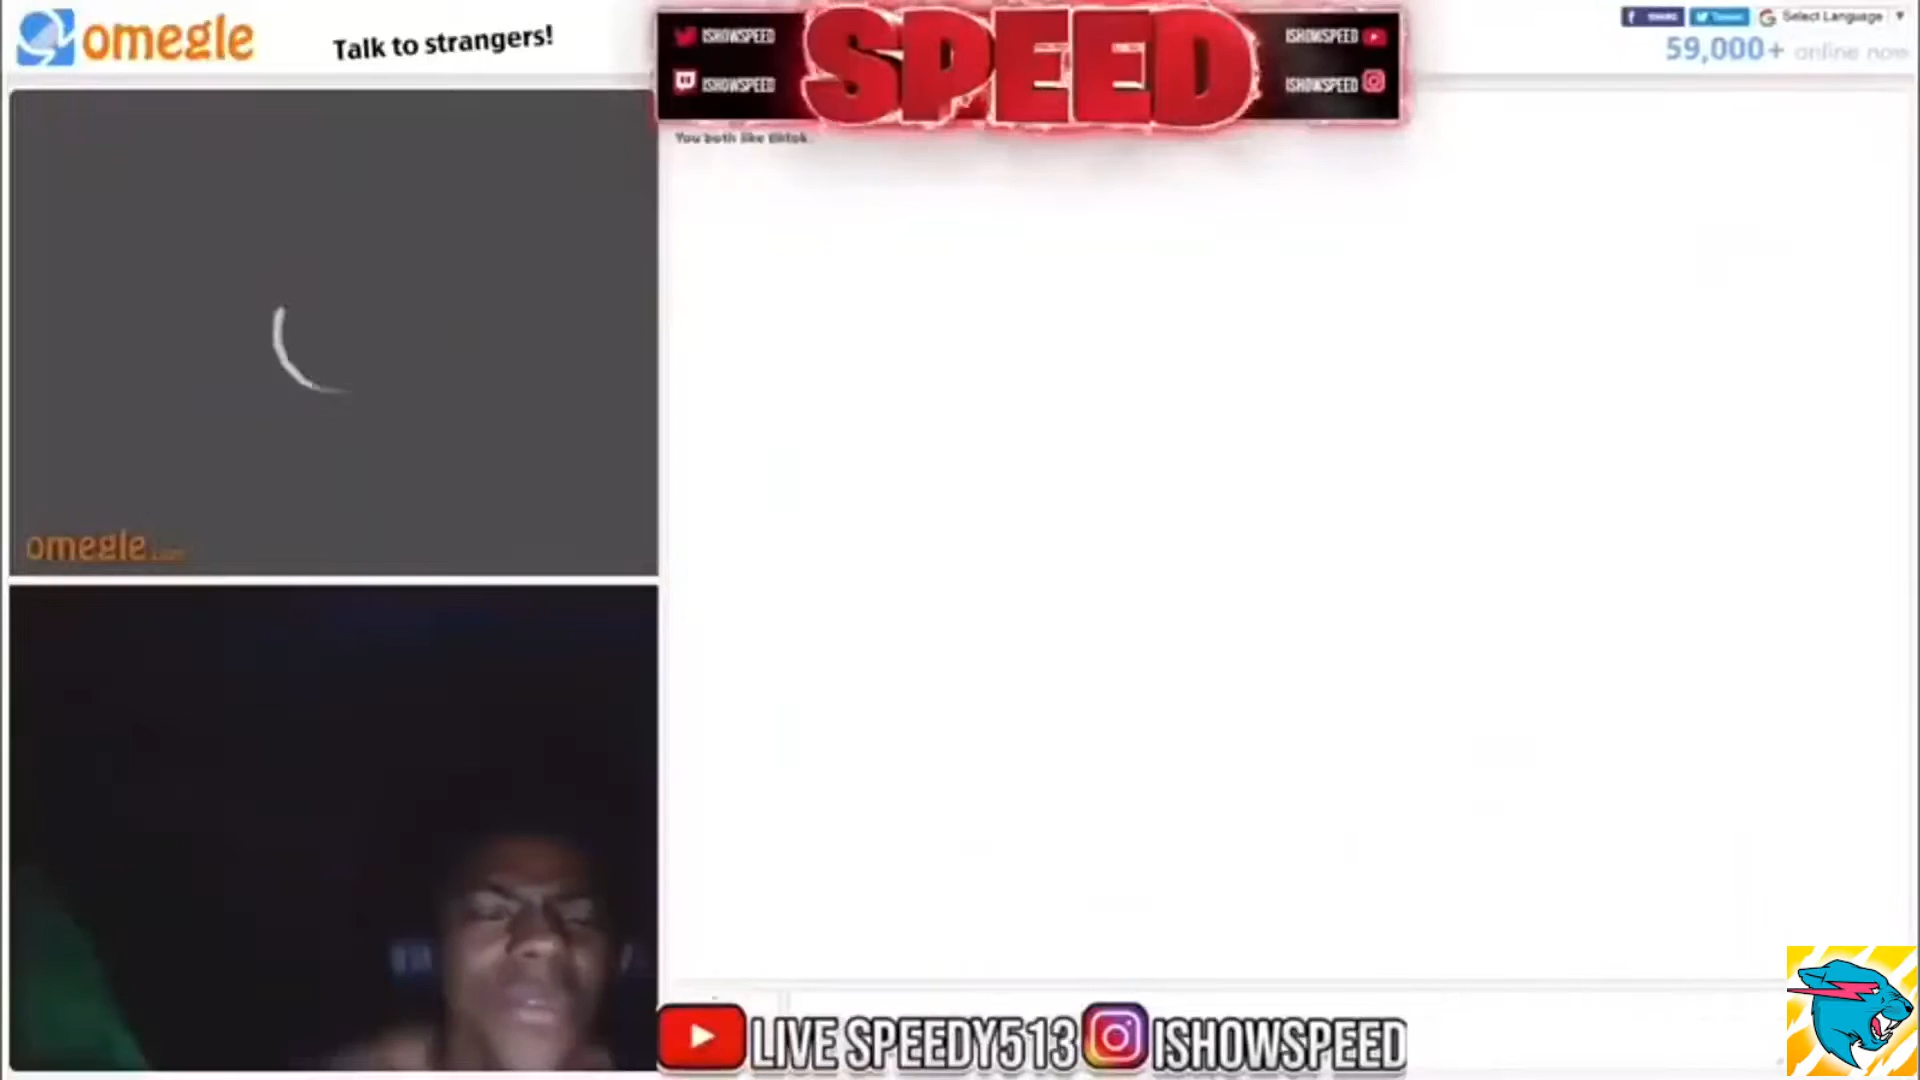 omegle
Talk to strangers!
ISHOWSPEED
ISHOWSPEED
SPEED
ISHOWSPEED
ISHOWSPEED
Select Language
59,000+ online now
You both like tiktok.
omegle
LIVE SPEEDY513
ISHOWSPEED